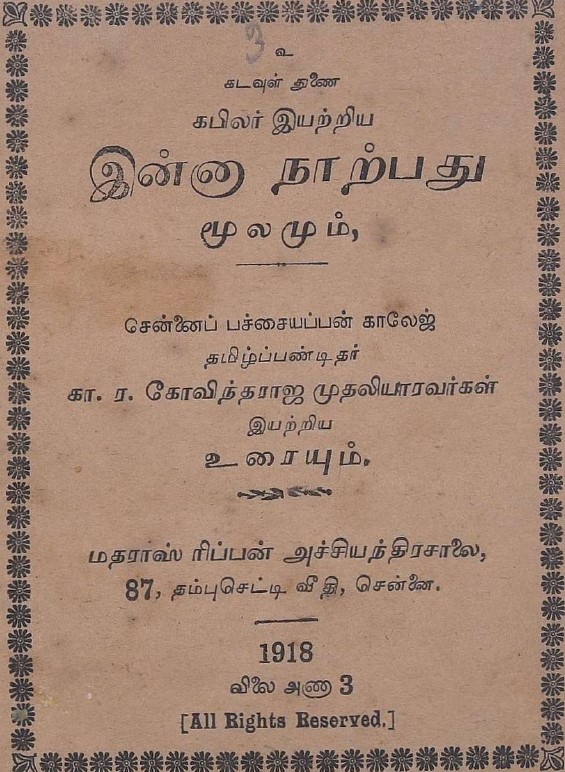 உ
கடவுள் துணை
கபிலர் இயற்றிய
இன்னா நாற்பது
மூலமும்,
சென்னைப் பச்சையப்பன் காலேஜ்
தமிழ்ப்பண்டிதர்
கா. ர. கோவிந்தராஜ முதலியாரவர்கள்
இயற்றிய
உரையும்.
மதராஸ் ரிப்பன் அச்சியந்திரசாலை,
87, தம்புசெட்டி வீதி, சென்னை.
1918
விலை அணா 3
[All Rights Reserved.]